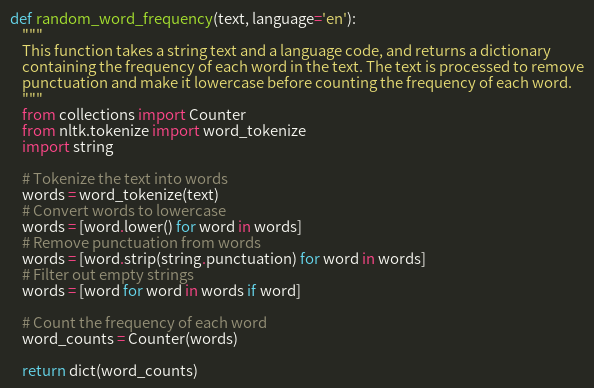 def random_word_frequency(text, language='en'):
    """
    This function takes a string text and a language code, and returns a dictionary
    containing the frequency of each word in the text. The text is processed to remove
    punctuation and make it lowercase before counting the frequency of each word.
    """
    from collections import Counter
    from nltk.tokenize import word_tokenize
    import string

    # Tokenize the text into words
    words = word_tokenize(text)
    # Convert words to lowercase
    words = [word.lower() for word in words]
    # Remove punctuation from words
    words = [word.strip(string.punctuation) for word in words]
    # Filter out empty strings
    words = [word for word in words if word]

    # Count the frequency of each word
    word_counts = Counter(words)

    return dict(word_counts)